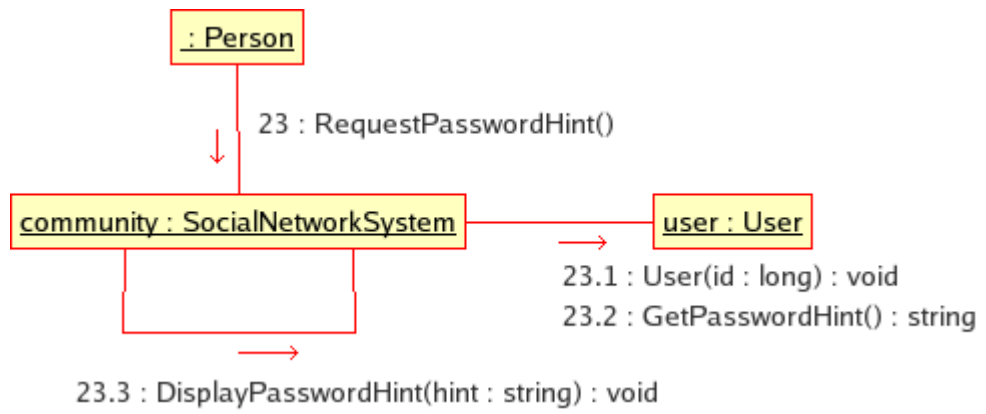 : Person
23 : RequestPasswordHint()
community : SocialNetworkSystem
user : User
23.1 : User(id : long) : void
23.2 : GetPasswordHint() : string
23.3 : DisplayPasswordHint(hint : string) : void